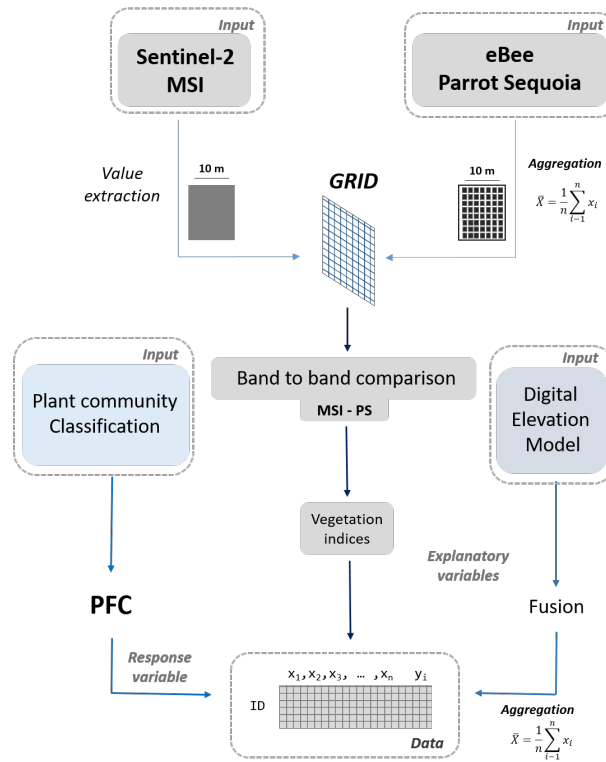 Input
Sentinel-2
MSI
Input
eBee
Parrot Sequoia
Value
extraction
10 m
GRID
10 m
Aggregation
X̄ = 1/n ∑ i−1 n xᵢ
Input
Plant community
Classification
Band to band comparison
MSI - PS
Input
Digital
Elevation
Model
Vegetation
indices
Explanatory
variables
PFC
Fusion
Response
variable
x₁,x₂,x₃, … ,xₙ yᵢ
ID
Data
Aggregation
X̄ = 1/n ∑ i−1 n xᵢ